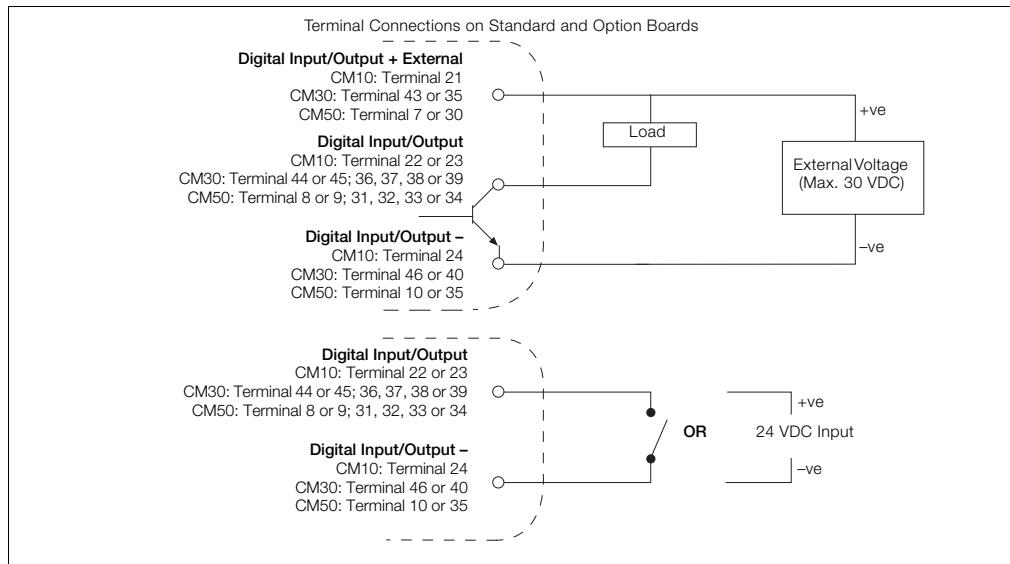 Terminal Connections on Standard and Option Boards
Digital Input/Output + External
CM10: Terminal 21
CM30: Terminal 43 or 35
CM50: Terminal 7 or 30
Digital Input/Output
CM10: Terminal 22 or 23
CM30: Terminal 44 or 45; 36, 37, 38 or 39
CM50: Terminal 8 or 9; 31, 32, 33 or 34
Digital Input/Output –
CM10: Terminal 24
CM30: Terminal 46 or 40
CM50: Terminal 10 or 35
Load
+ve
External Voltage
(Max. 30 VDC)
–ve
Digital Input/Output
CM10: Terminal 22 or 23
CM30: Terminal 44 or 45; 36, 37, 38 or 39
CM50: Terminal 8 or 9; 31, 32, 33 or 34
Digital Input/Output –
CM10: Terminal 24
CM30: Terminal 46 or 40
CM50: Terminal 10 or 35
OR
+ve
24 VDC Input
–ve